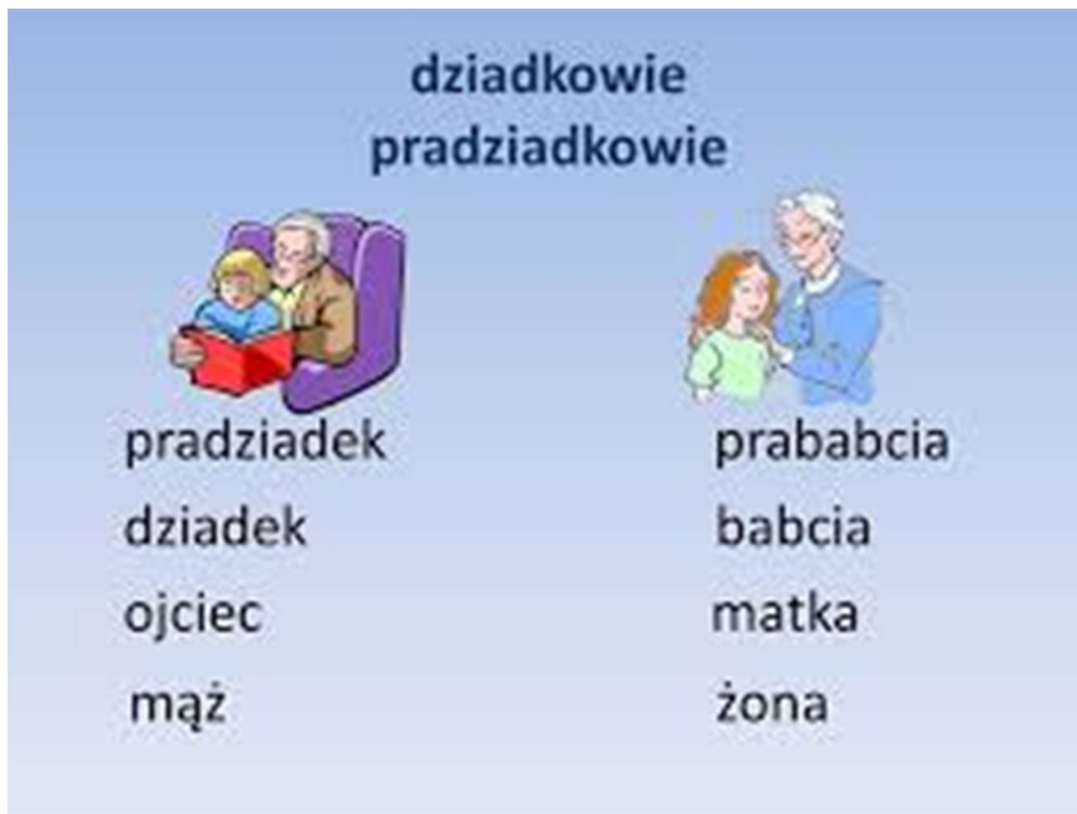 dziadkowie
pradziadkowie
pradziadek prababcia
dziadek babcia
ojciec matka
mąż żona